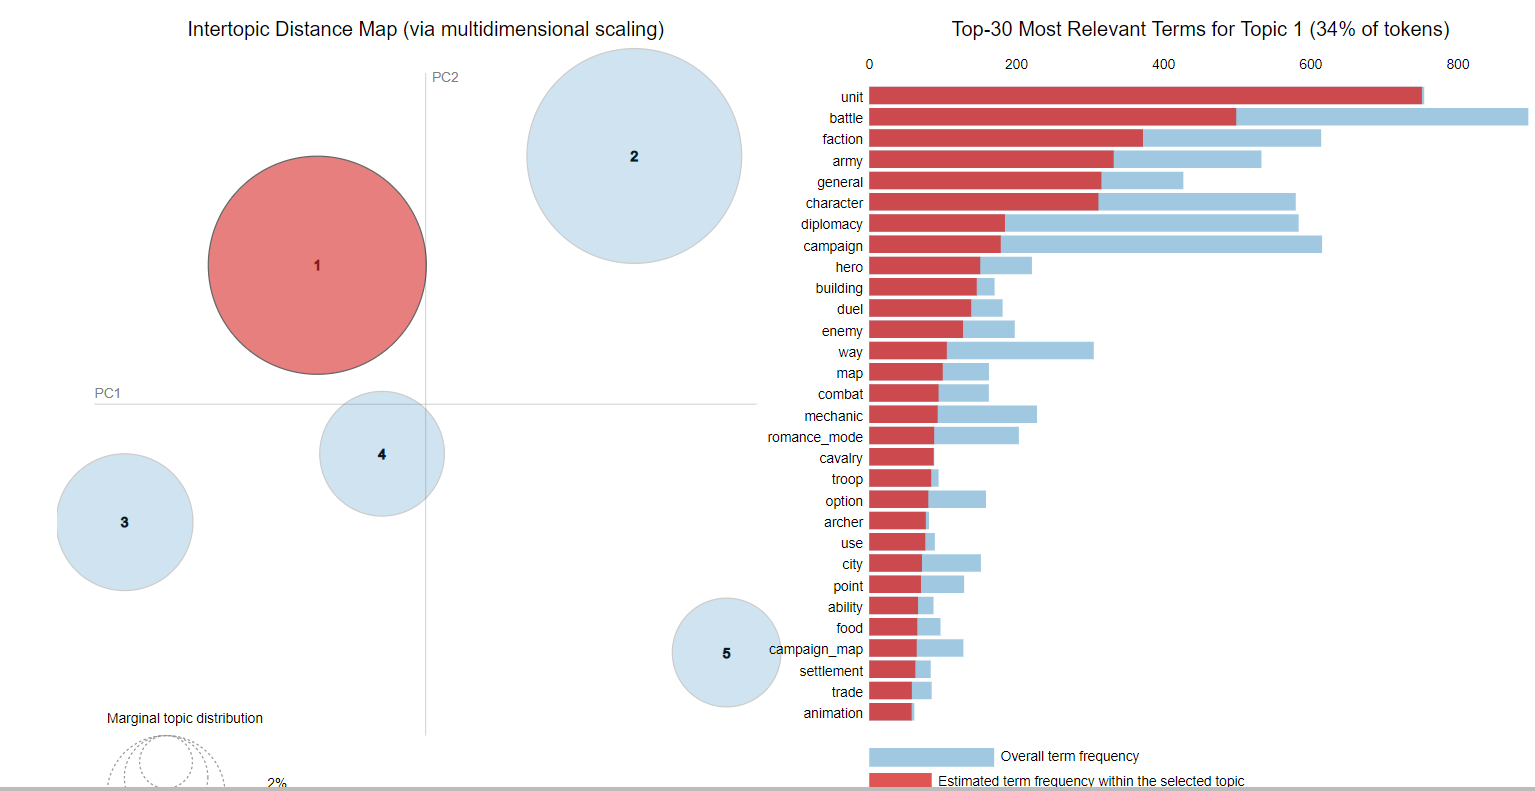 Intertopic Distance Map (via multidimensional scaling)
PC2
PC1
1
2
3
4
5
Marginal topic distribution
2%
Top-30 Most Relevant Terms for Topic 1 (34% of tokens)
0 200 400 600 800
unit
battle
faction
army
general
character
diplomacy
campaign
hero
building
duel
enemy
way
map
combat
mechanic
romance_mode
cavalry
troop
option
archer
use
city
point
ability
food
campaign_map
settlement
trade
animation
Overall term frequency
Estimated term frequency within the selected topic